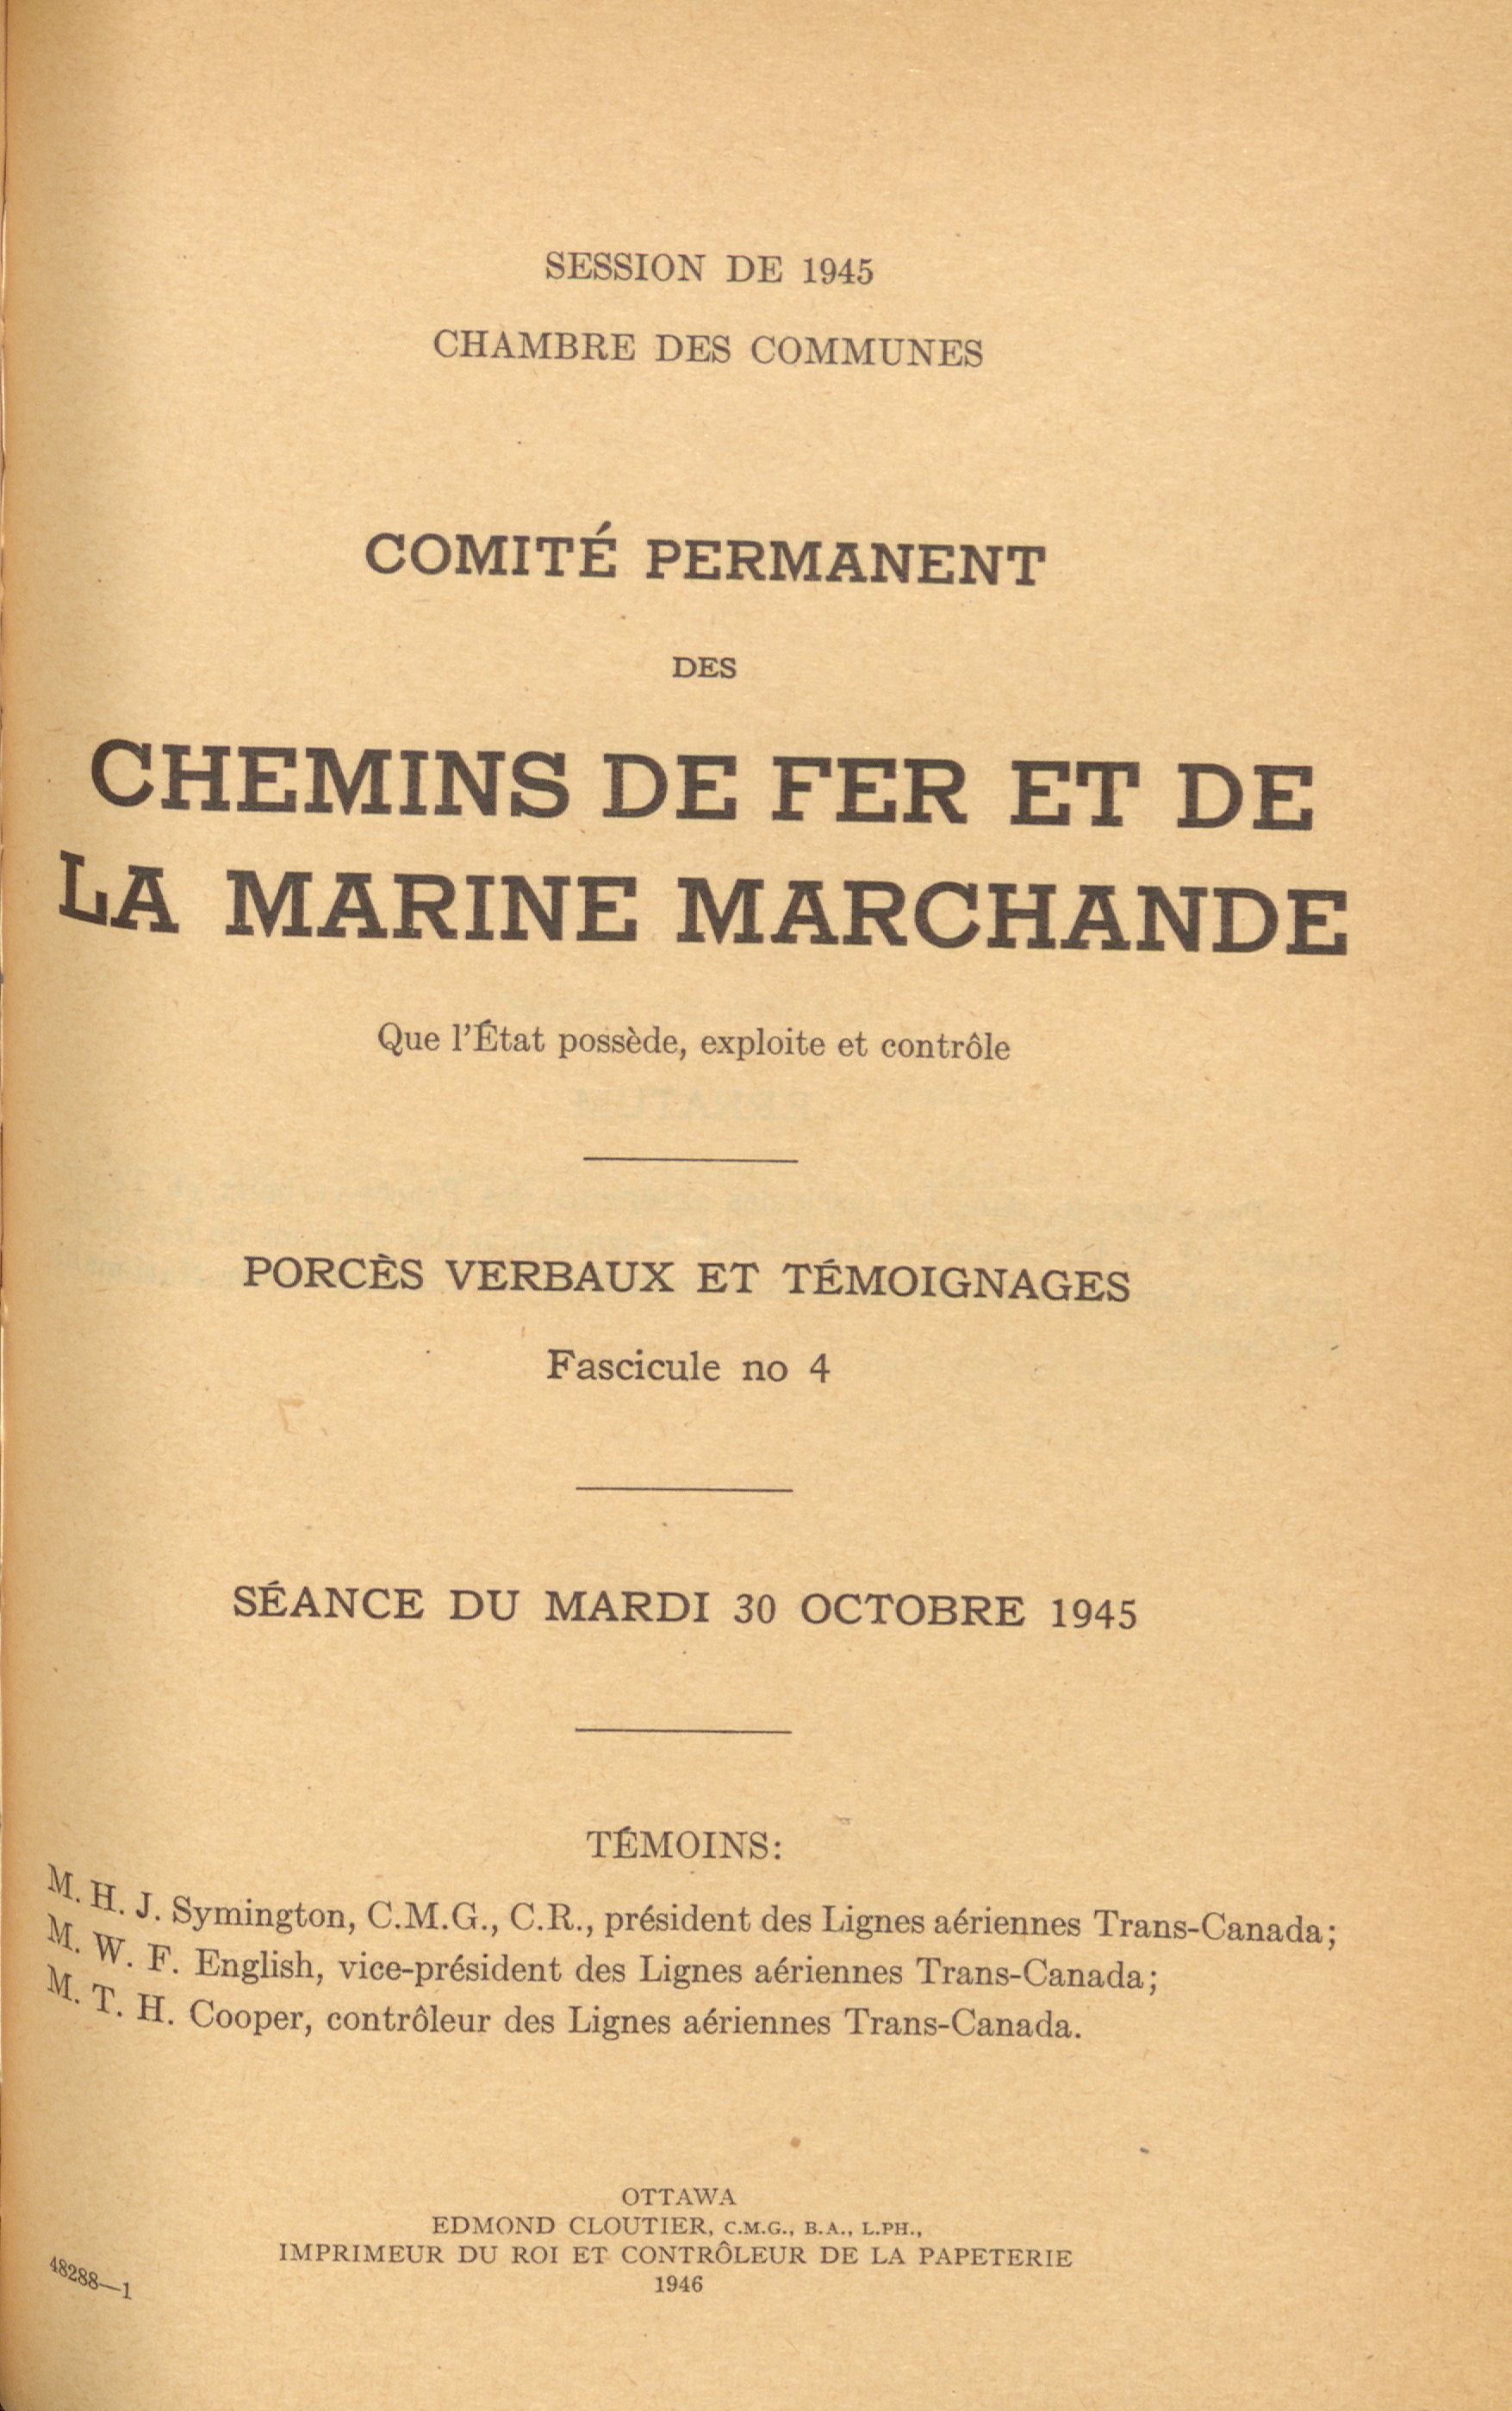 SESSION DE 1945
CHAMBRE DES COMMUNES
COMITÉ PERMANENT
DES
CHEMINS DE FER ET DE
LA MARINE MARCHANDE
Que l'État possède, exploite et contrôle
PORCÈS VERBAUX ET TÉMOIGNAGES
Fascicule no 4
SÉANCE DU MARDI 30 OCTOBRE 1945
TÉMOINS:
M. H. J. Symington, C.M.G., C.R., président des Lignes aériennes Trans-Canada;
M. W. F. English, vice-président des Lignes aériennes Trans-Canada;
M. T. H. Cooper, contrôleur des Lignes aériennes Trans-Canada.
OTTAWA
EDMOND CLOUTIER, C.M.G., B.A., L.PH.,
IMPRIMEUR DU ROI ET CONTRÔLEUR DE LA PAPETERIE
1946
48288—1